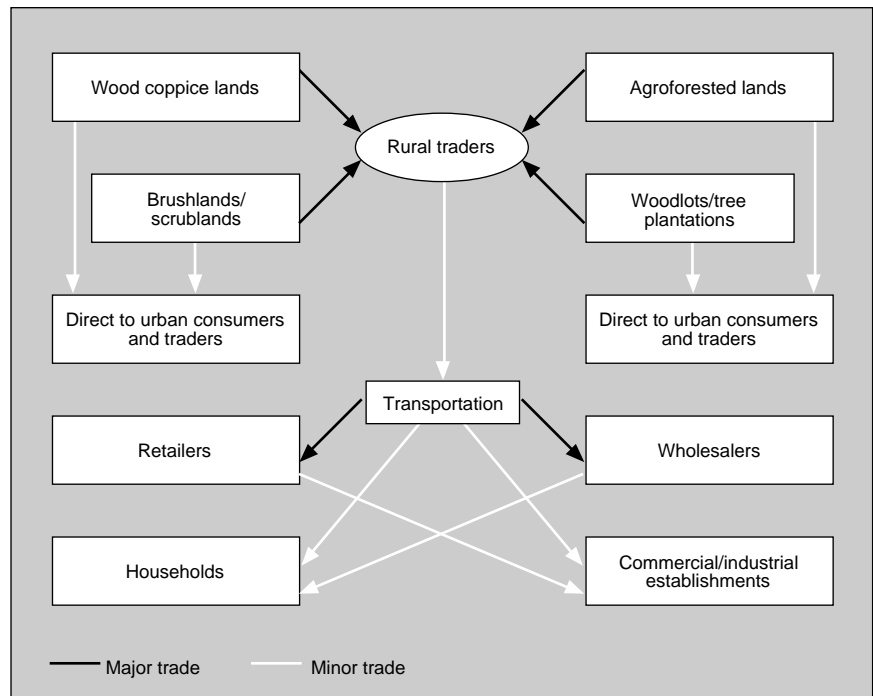 Wood coppice lands
Agroforested lands
Rural traders
Brushlands/
scrublands
Woodlots/tree
plantations
Direct to urban consumers
and traders
Direct to urban consumers
and traders
Transportation
Retailers
Wholesalers
Households
Commercial/industrial
establishments
Major trade
Minor trade